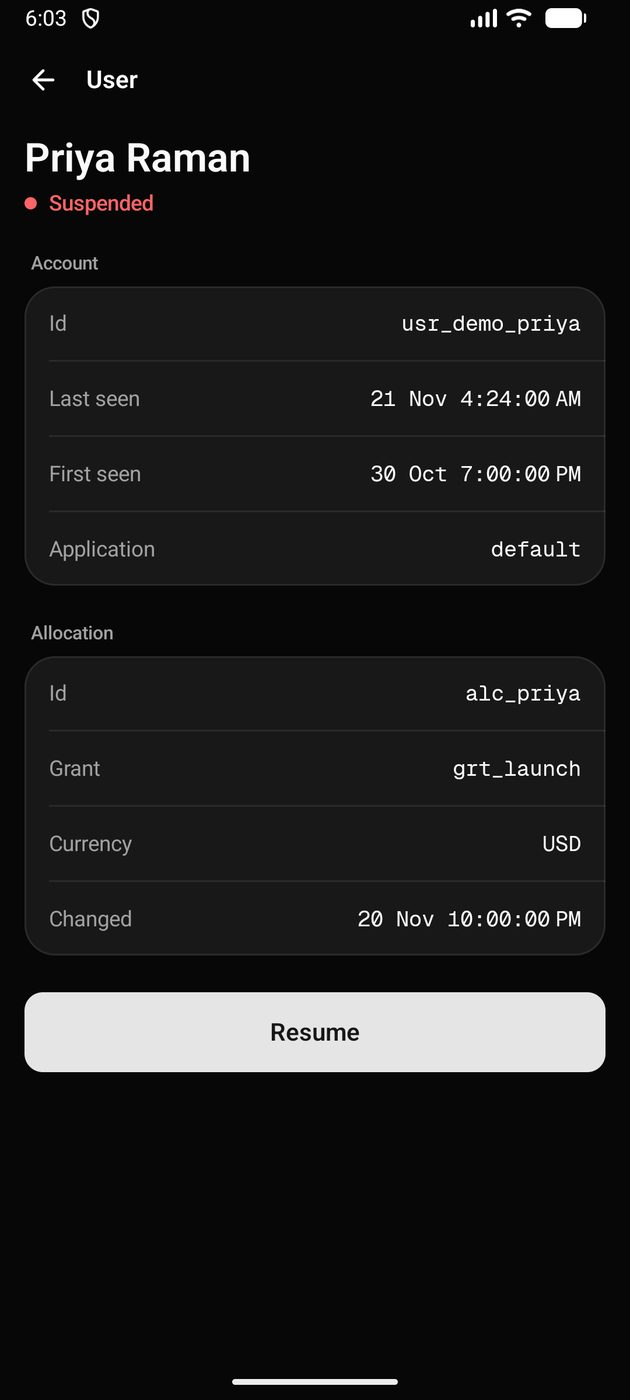 6:03
User
Priya Raman
Suspended
Account
Id usr_demo_priya
Last seen 21 Nov 4:24:00 AM
First seen 30 Oct 7:00:00 PM
Application default
Allocation
Id alc_priya
Grant grt_launch
Currency USD
Changed 20 Nov 10:00:00 PM
Resume